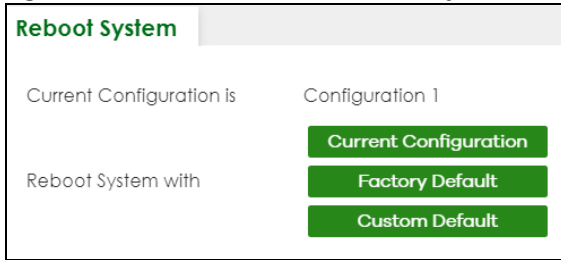 Reboot System
Current Configuration is Configuration 1
Current Configuration
Reboot System with Factory Default
Custom Default